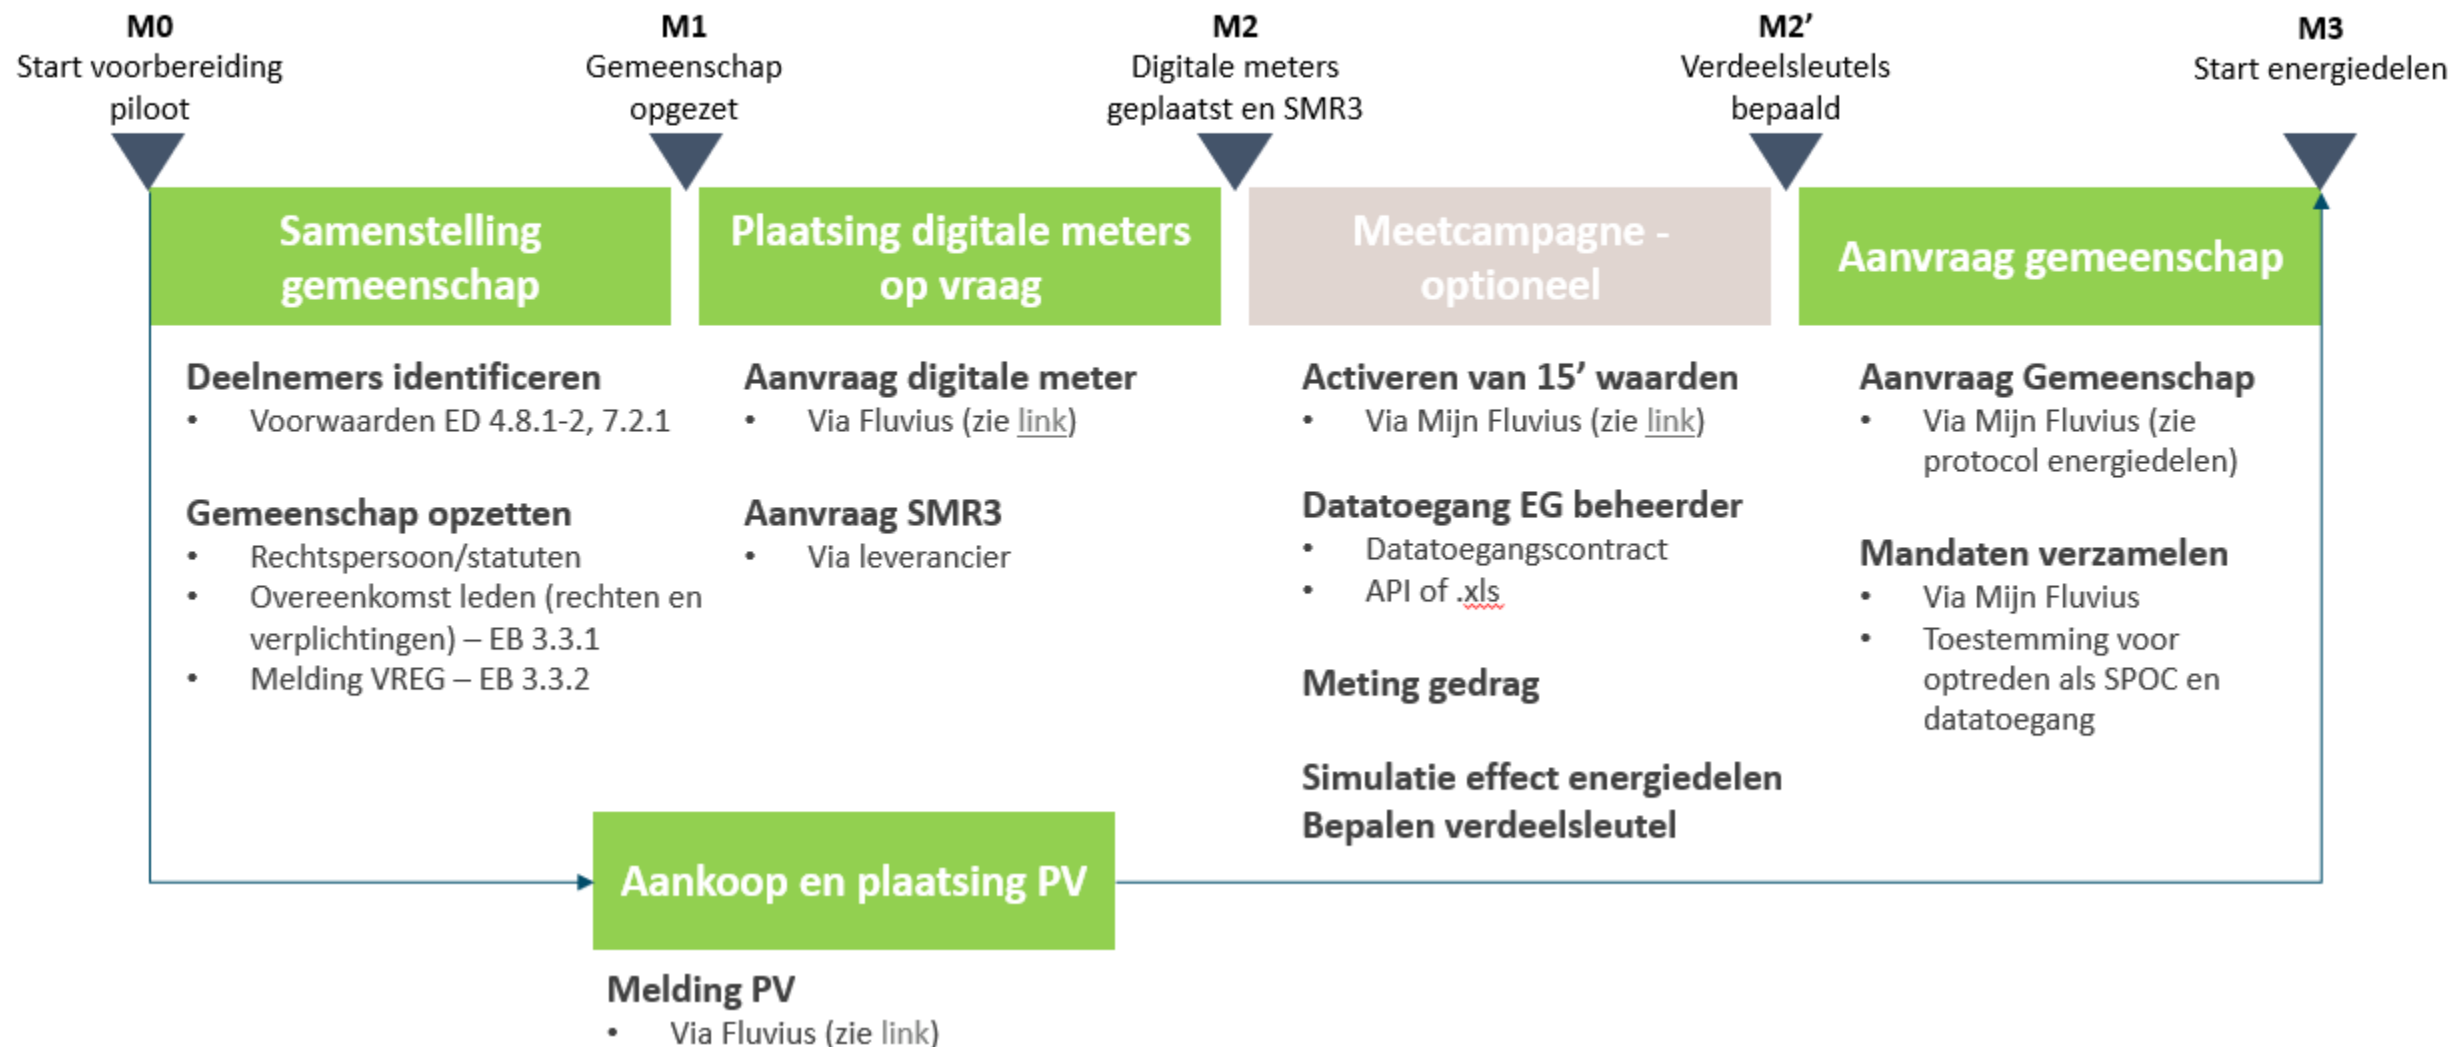 M0
Start voorbereiding
piloot
M1
Gemeenschap
opgezet
M2
Digitale meters
geplaatst en SMR3
M2’
Verdeelsleutels
bepaald
M3
Start energiedelen
Samenstelling
gemeenschap
Plaatsing digitale meters
op vraag
Meetcampagne -
optioneel
Aanvraag gemeenschap
Deelnemers identificeren
• Voorwaarden ED 4.8.1-2, 7.2.1
Gemeenschap opzetten
• Rechtspersoon/statuten
• Overeenkomst leden (rechten en
verplichtingen) – EB 3.3.1
• Melding VREG – EB 3.3.2
Aanvraag digitale meter
• Via Fluvius (zie link)
Aanvraag SMR3
• Via leverancier
Activeren van 15’ waarden
• Via Mijn Fluvius (zie link)
Datatoegang EG beheerder
• Datatoegangscontract
• API of .xls
Meting gedrag
Simulatie effect energiedelen
Bepalen verdeelsleutel
Aanvraag Gemeenschap
• Via Mijn Fluvius (zie
protocol energiedelen)
Mandaten verzamelen
• Via Mijn Fluvius
• Toestemming voor
optreden als SPOC en
datatoegang
Aankoop en plaatsing PV
Melding PV
• Via Fluvius (zie link)